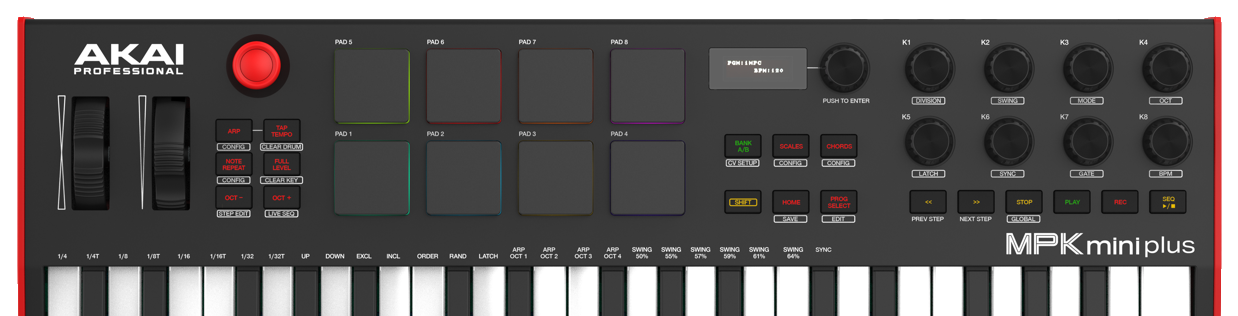 AKAI
PROFESSIONAL
PAD 5
PAD 6
PAD 7
PAD 8
PGM:1MPC
BPM:120
PUSH TO ENTER
K1
K2
K3
K4
DIVISION
SWING
MODE
OCT
ARP
TAP
TEMPO
CONFIG
CLEAR DRUM
NOTE
REPEAT
FULL
LEVEL
CONFIG
CLEAR KEY
OCT −
OCT +
STEP EDIT
LIVE SEQ
PAD 1
PAD 2
PAD 3
PAD 4
BANK
A/B
SCALES
CHORDS
CV SETUP
CONFIG
CONFIG
SHIFT
HOME
PROG
SELECT
SAVE
EDIT
K5
K6
K7
K8
LATCH
SYNC
GATE
BPM
<<
>>
STOP
PLAY
REC
SEQ
▶/■
PREV STEP
NEXT STEP
GLOBAL
MPK mini plus
1/4
1/4T
1/8
1/8T
1/16
1/16T
1/32
1/32T
UP
DOWN
EXCL
INCL
ORDER
RAND
LATCH
ARP
OCT 1
ARP
OCT 2
ARP
OCT 3
ARP
OCT 4
SWING
50%
SWING
55%
SWING
57%
SWING
59%
SWING
61%
SWING
64%
SYNC